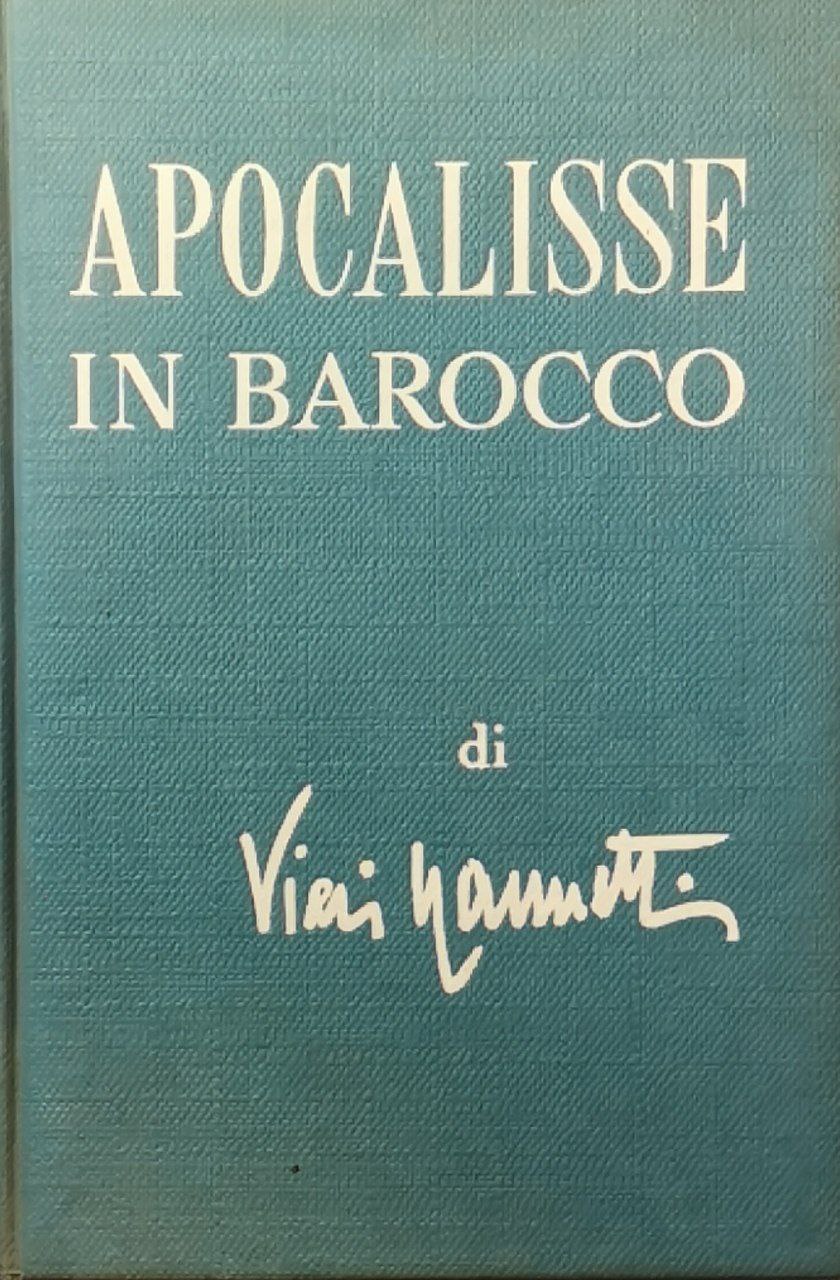 APOCALISSE
IN BAROCCO
di
Vieri Nannetti